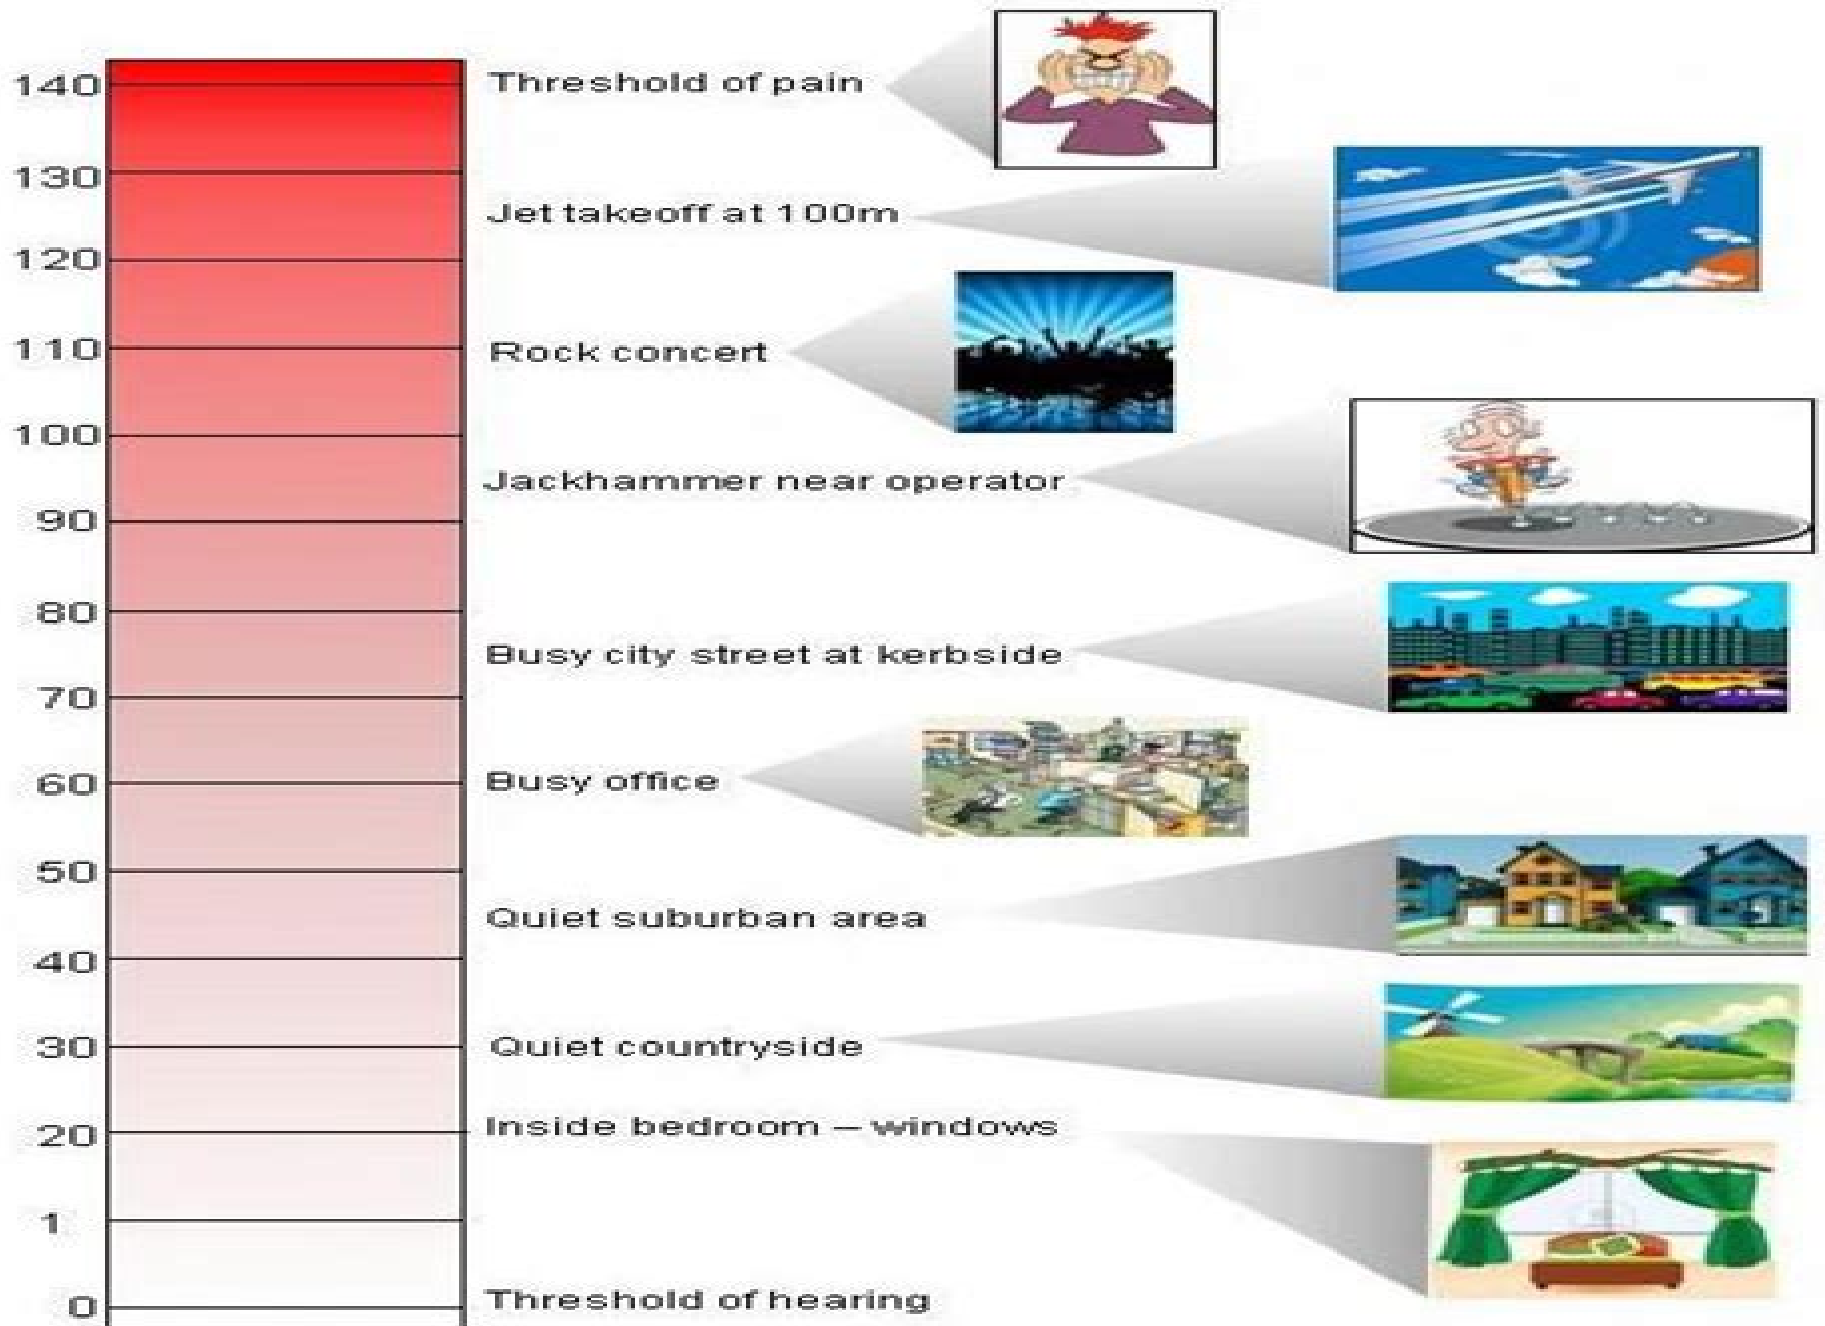 140
Threshold of pain
130
Jet takeoff at 100m
120
110
Rock concert
100
Jackhammer near operator
90
80
Busy city street at kerbside
70
60
Busy office
50
Quiet suburban area
40
30
Quiet countryside
20
Inside bedroom – windows
1
0
Threshold of hearing